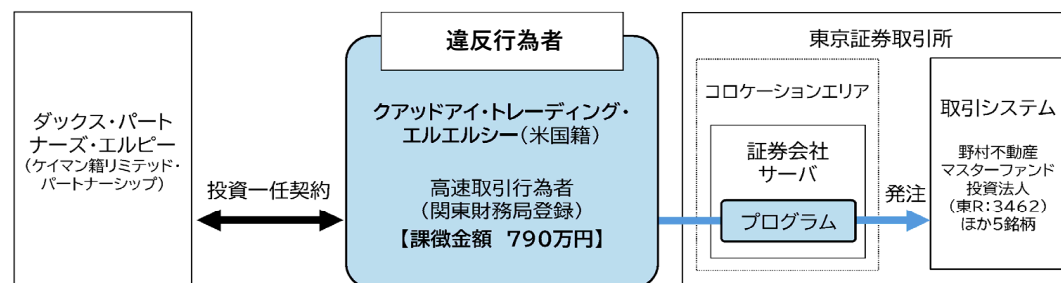 ダックス・パート
ナーズ・エルピー
(ケイマン籍リミテッド・
パートナーシップ)
投資一任契約
違反行為者
クアッドアイ・トレーディング・
エルエルシー(米国籍)
高速取引行為者
(関東財務局登録)
【課徴金額 790万円】
東京証券取引所
コロケーションエリア
証券会社
サーバ
プログラム
発注
取引システム
野村不動産
マスターファンド
投資法人
(東R:3462)
ほか5銘柄